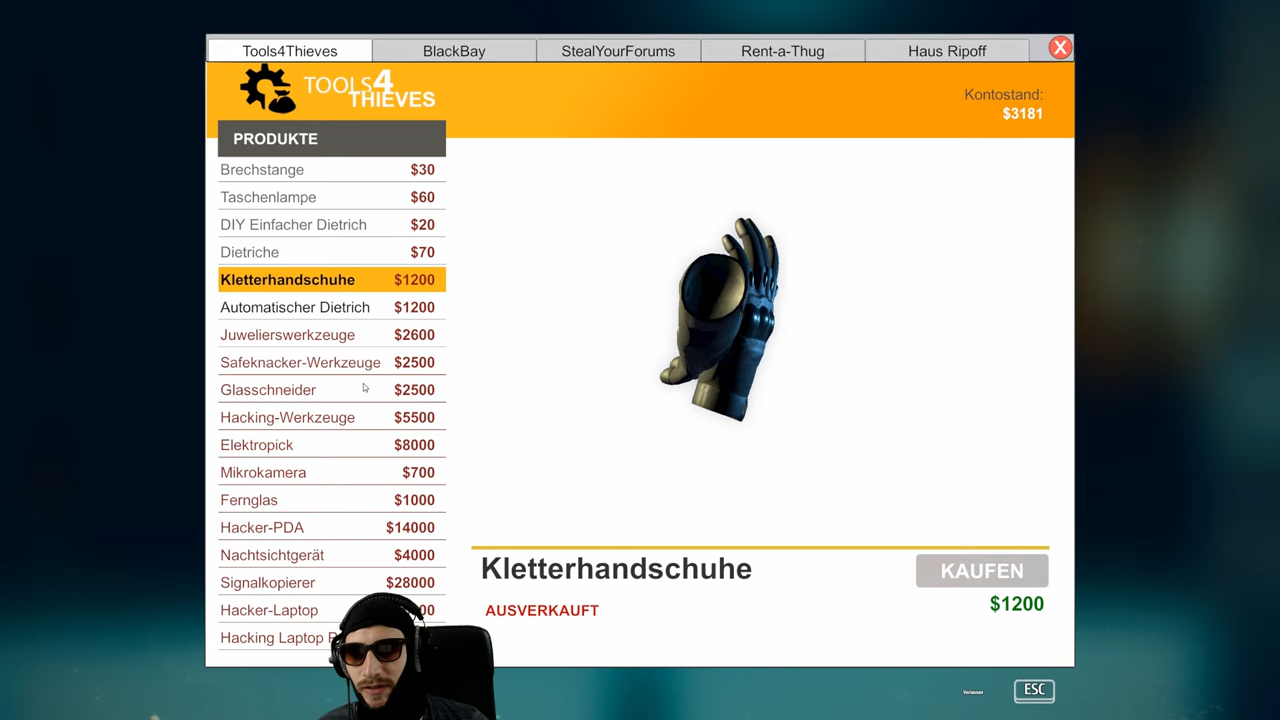 Tools4Thieves BlackBay StealYourForums Rent-a-Thug Haus Ripoff X
TOOLS4
THIEVES
Kontostand:
$3181
PRODUKTE
Brechstange $30
Taschenlampe $60
DIY Einfacher Dietrich $20
Dietriche $70
Kletterhandschuhe $1200
Automatischer Dietrich $1200
Juwelierswerkzeuge $2600
Safeknacker-Werkzeuge $2500
Glasschneider $2500
Hacking-Werkzeuge $5500
Elektropick $8000
Mikrokamera $700
Fernglas $1000
Hacker-PDA $14000
Nachtsichtgerät $4000
Signalkopierer $28000
Hacker-Laptop
Hacking Laptop
Kletterhandschuhe
KAUFEN
AUSVERKAUFT
$1200
Verlassen ESC